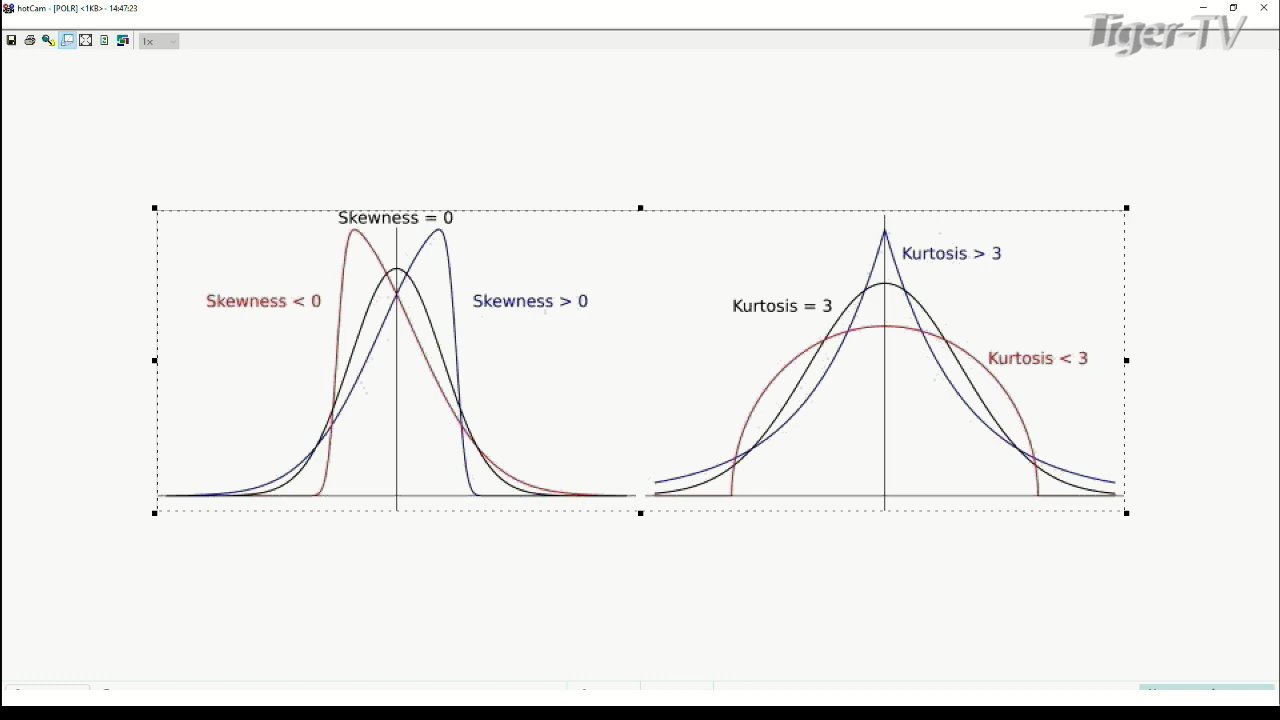 hotCam - [POLR] <1KB> - 14:47:23
Tiger-TV
1x
Skewness = 0
Skewness < 0
Skewness > 0
Kurtosis > 3
Kurtosis = 3
Kurtosis < 3